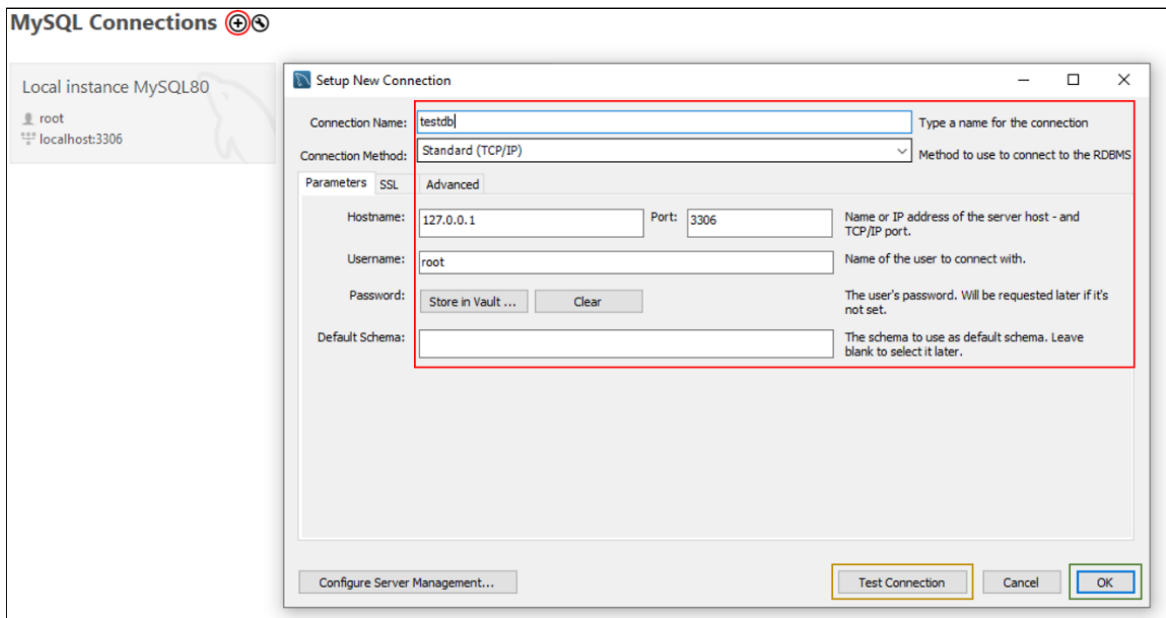 MySQL Connections
Local instance MySQL80
root
localhost:3306
Setup New Connection
Connection Name: testdb Type a name for the connection
Connection Method: Standard (TCP/IP) Method to use to connect to the RDBMS
Parameters SSL Advanced
Hostname: 127.0.0.1 Port: 3306 Name or IP address of the server host - and
TCP/IP port.
Username: root Name of the user to connect with.
Password: Store in Vault ... Clear The user's password. Will be requested later if it's
not set.
Default Schema: The schema to use as default schema. Leave
blank to select it later.
Configure Server Management... Test Connection Cancel OK